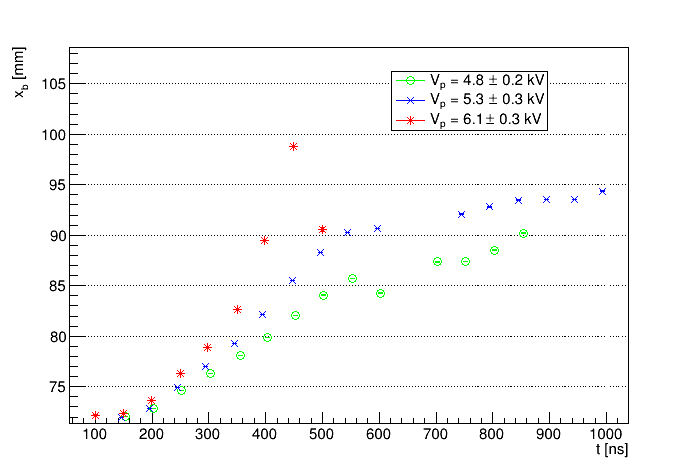 x_b [mm]
105
100
95
90
85
80
75
V_p = 4.8 ± 0.2 kV
V_p = 5.3 ± 0.3 kV
V_p = 6.1 ± 0.3 kV
100 200 300 400 500 600 700 800 900 1000
t [ns]